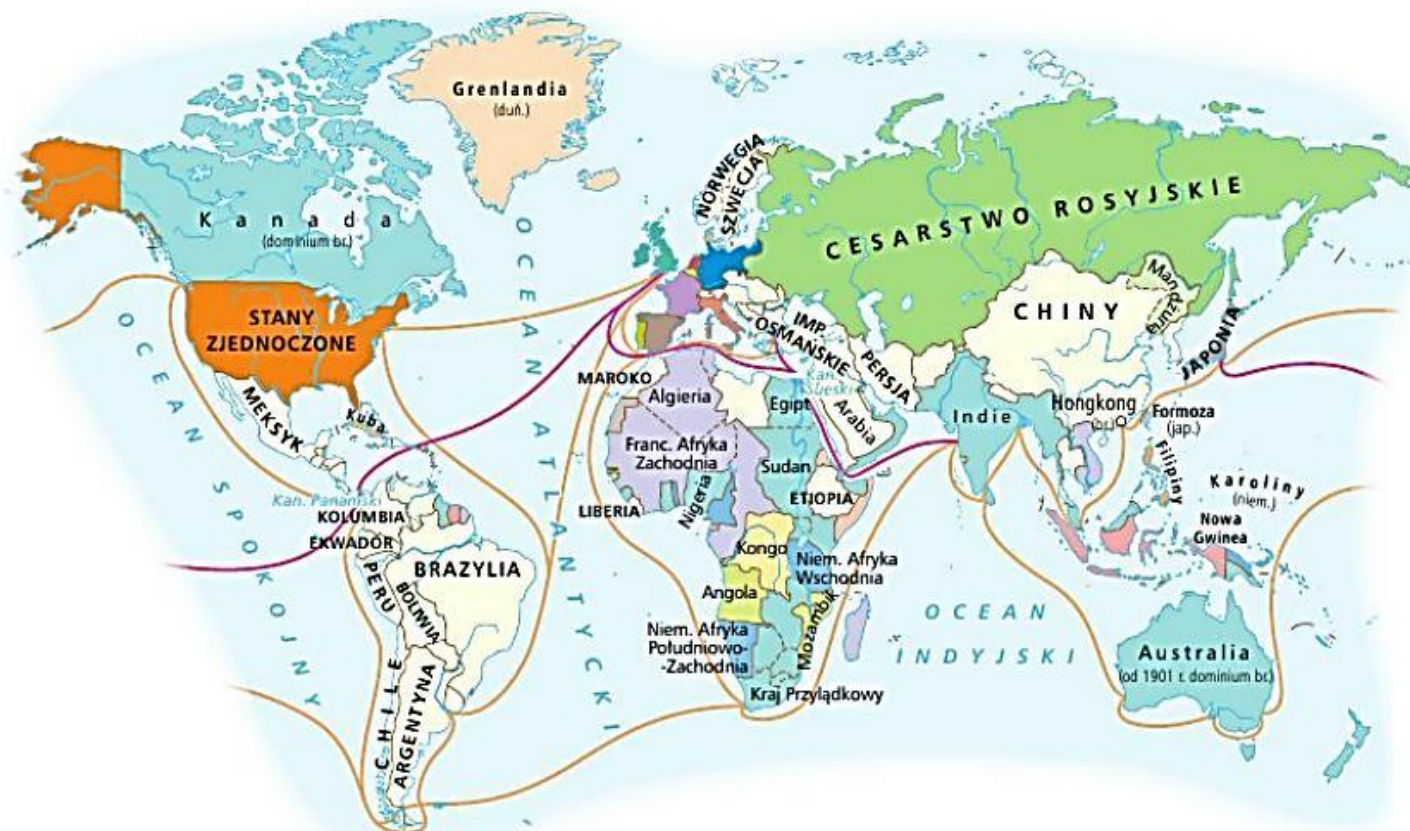 Grenlandia
(duń.)
NORWEGIA
SZWECJA
CESARSTWO ROSYJSKIE
Kanada
(dominium br.)
OCEAN ATLANTYCKI
OCEAN SPOKOJNY
STANY
ZJEDNOCZONE
MEKSYK
Kuba
Kan. Panamski
KOLUMBIA
EKWADOR
PERU
BOLIWIA
BRAZYLIA
CHILE
ARGENTYNA
IMP.
OSMAŃSKIE
PERSJA
Kan.
Sueski
Arabia
MAROKO
Algieria
Egipt
Franc. Afryka
Zachodnia
Sudan
LIBERIA
Nigeria
ETIOPIA
Kongo
Niem. Afryka
Wschodnia
Angola
Mozambik
Niem. Afryka
Południowo-
-Zachodnia
Kraj Przylądkowy
CHINY
Mandżuria
JAPONIA
Indie
Hongkong
(br.)
Formoza
(jap.)
Filipiny
Karoliny
(niem.)
Nowa
Gwinea
OCEAN
INDYJSKI
Australia
(od 1901 r. dominium br.)